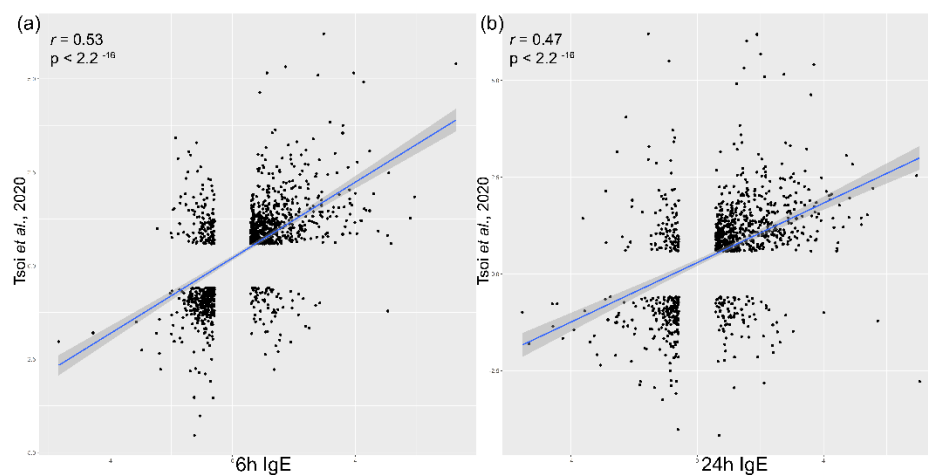 (a)
r = 0.53
p < 2.2 -16
Tsoi et al., 2020
6h IgE
(b)
r = 0.47
p < 2.2 -16
Tsoi et al., 2020
24h IgE